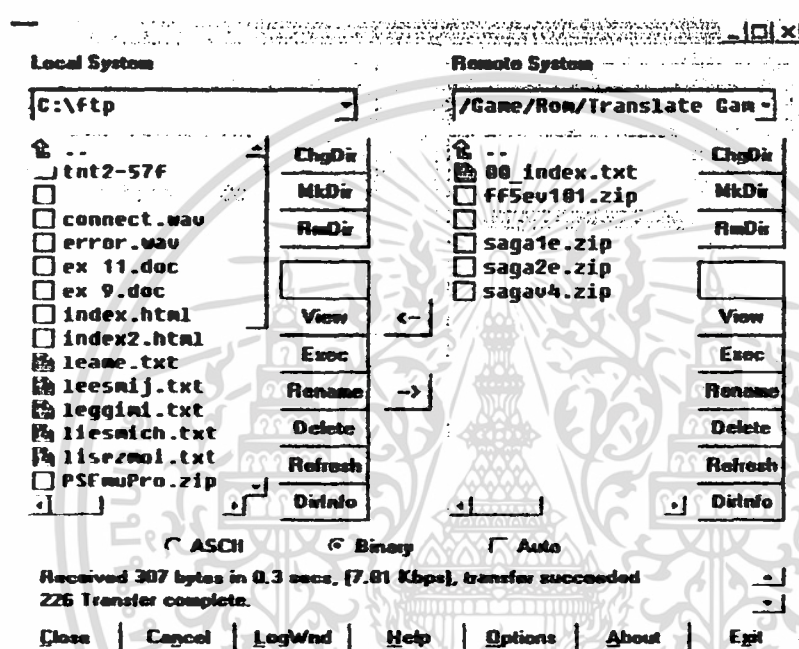 Local System
Remote System
C:\ftp
/Game/Rom/Translate Gam
..
tnt2-57f
connect.wav
error.wav
ex 11.doc
ex 9.doc
index.html
index2.html
leame.txt
leesmij.txt
leggimi.txt
liesmich.txt
lisezmoi.txt
PSEmuPro.zip
ChgDir
MkDir
RmDir
View
Exec
Rename
Delete
Refresh
DirInfo
<-
->
..
00_index.txt
ff5ev101.zip
saga1e.zip
saga2e.zip
sagav4.zip
ChgDir
MkDir
RmDir
View
Exec
Rename
Delete
Refresh
DirInfo
ASCII Binary Auto
Received 307 bytes in 0.3 secs, (7.81 Kbps), transfer succeeded
226 Transfer complete.
Close Cancel LogWnd Help Options About Exit